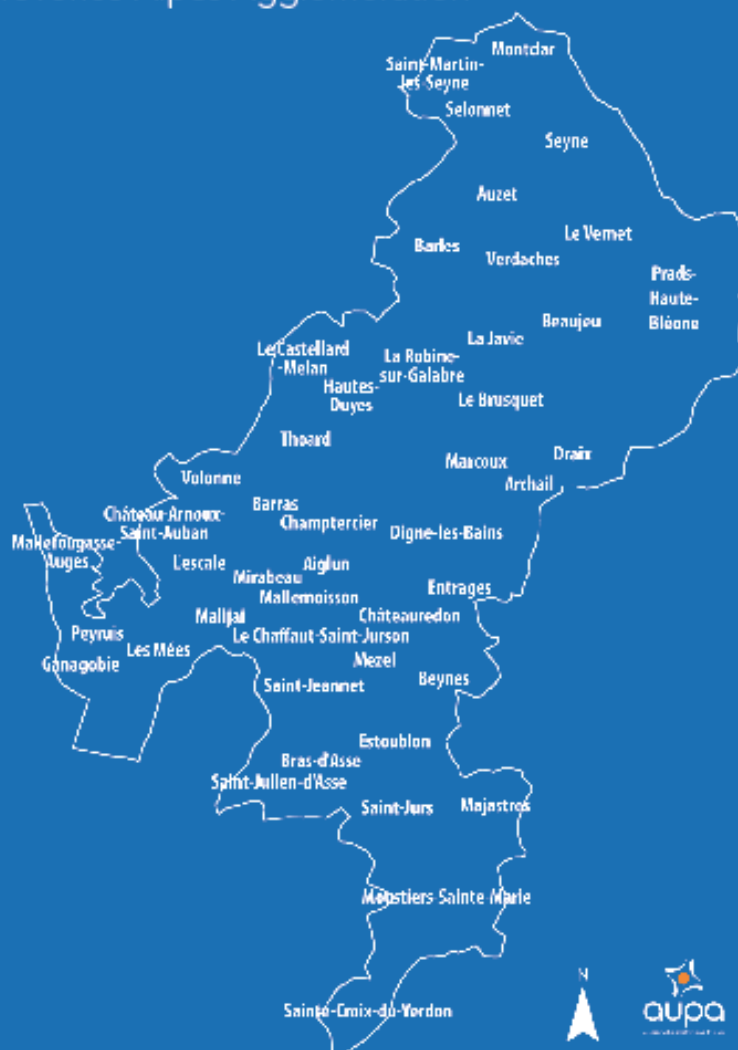 Montclar
Saint-Martin-
les-Seyne
Selonnet
Seyne
Auzet
Le Vernet
Barles
Verdaches
Prads-
Haute-
Bléone
Beaujeu
La Javie
Le Castellard
-Melan
La Robine-
sur-Galabre
Hautes-
Duyes
Le Brusquet
Thoard
Draix
Marcoux
Volonne
Archail
Barras
Château-Arnoux-
Saint-Auban
Champtercier
Digne-les-Bains
Mallefougasse-
Auges
L'escale
Aiglun
Mirabeau
Entrages
Mallemoisson
Malijai
Châteauredon
Peyruis
Le Chaffaut-Saint-Jurson
Les Mées
Ganagobie
Mezel
Beynes
Saint-Jeannet
Estoublon
Bras-d'Asse
Saint-Julien-d'Asse
Saint-Jurs
Majastres
Moustiers-Sainte-Marie
Sainte-Croix-du-Verdon
N
aupa